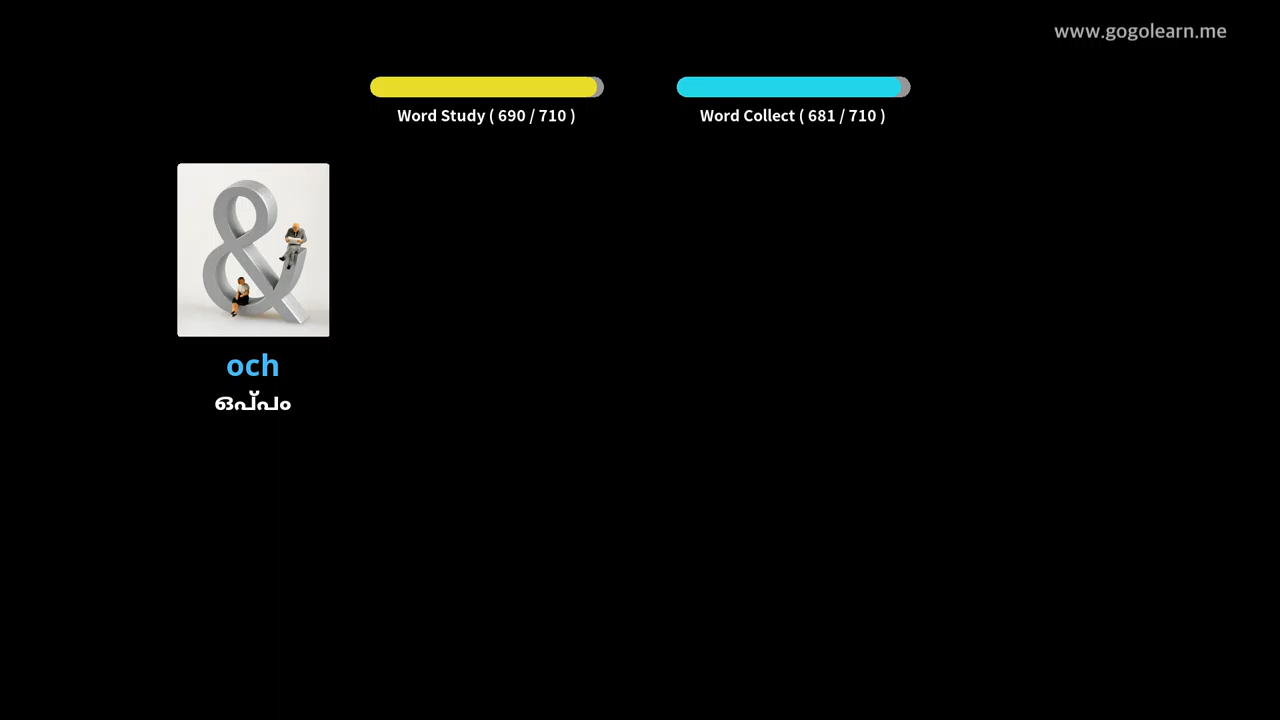 www.gogolearn.me
Word Study ( 690 / 710 )
Word Collect ( 681 / 710 )
&
och
ഒപ്പം